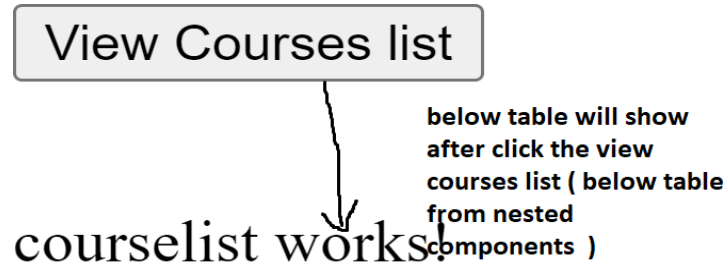 View Courses list
below table will show
after click the view
courses list ( below table
from nested
components )
courselist works!